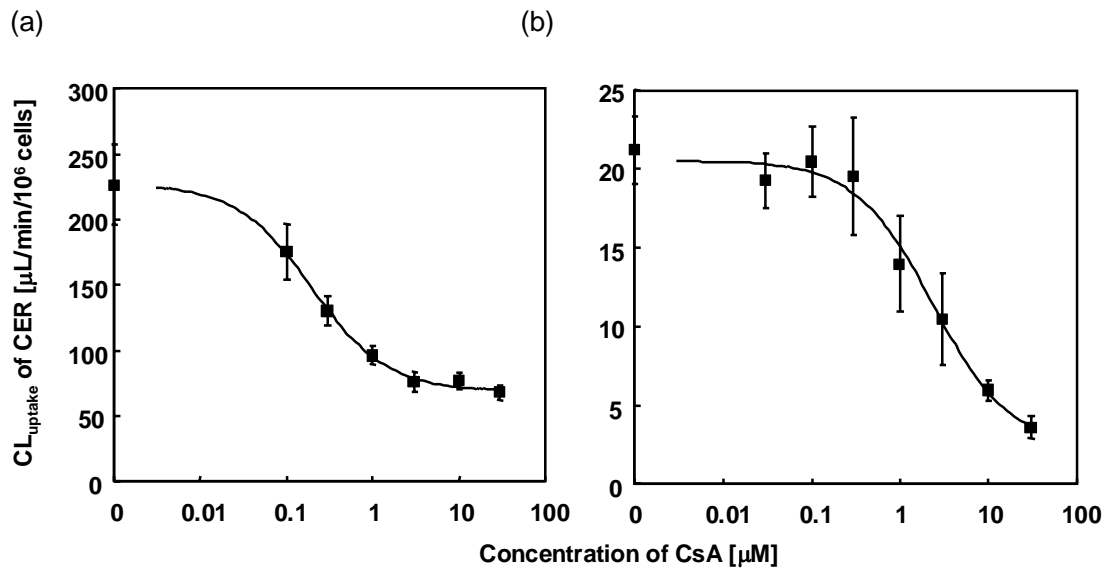 (a)
(b)
CL_uptake of CER [μL/min/10⁶ cells]
300
250
200
150
100
50
0
0 0.01 0.1 1 10 100
25
20
15
10
5
0
0 0.01 0.1 1 10 100
Concentration of CsA [μM]